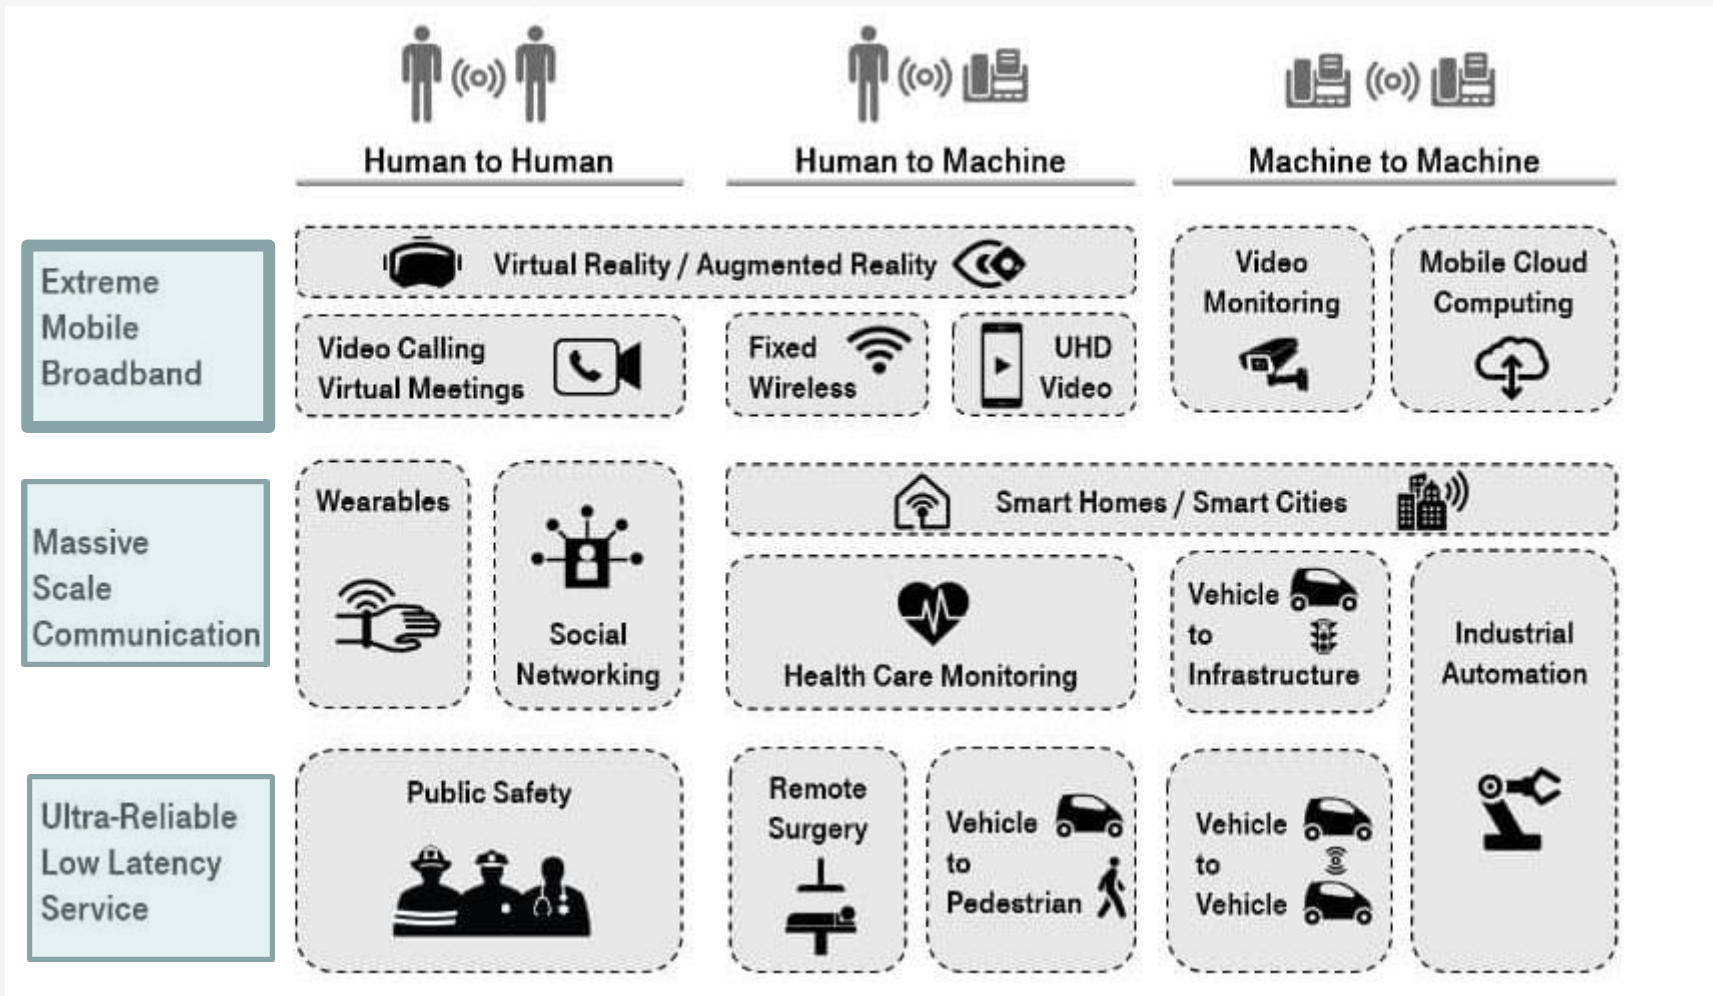 Human to Human
Human to Machine
Machine to Machine
Extreme
Mobile
Broadband
Virtual Reality / Augmented Reality
Video Calling
Virtual Meetings
Fixed
Wireless
UHD
Video
Video
Monitoring
Mobile Cloud
Computing
Massive
Scale
Communication
Wearables
Social
Networking
Smart Homes / Smart Cities
Health Care Monitoring
Vehicle
to
Infrastructure
Industrial
Automation
Ultra-Reliable
Low Latency
Service
Public Safety
Remote
Surgery
Vehicle
to
Pedestrian
Vehicle
to
Vehicle